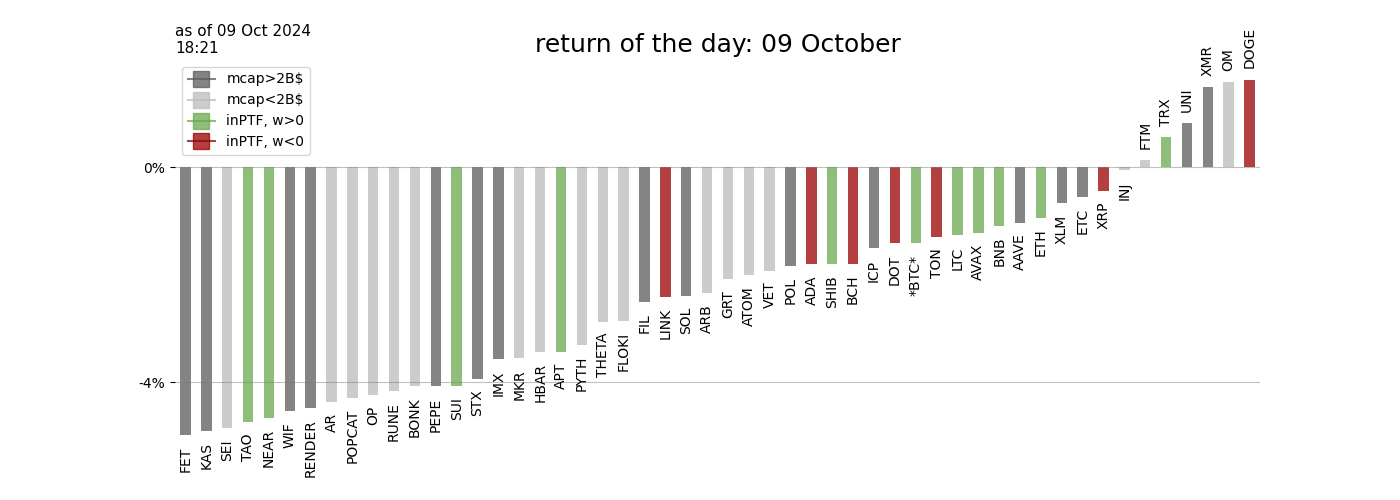 as of 09 Oct 2024
18:21
return of the day: 09 October
mcap>2B$
mcap<2B$
inPTF, w>0
inPTF, w<0
0%
-4%
FET
KAS
SEI
TAO
NEAR
WIF
RENDER
AR
POPCAT
OP
RUNE
BONK
PEPE
SUI
STX
IMX
MKR
HBAR
APT
PYTH
THETA
FLOKI
FIL
LINK
SOL
ARB
GRT
ATOM
VET
POL
ADA
SHIB
BCH
ICP
DOT
*BTC*
TON
LTC
AVAX
BNB
AAVE
ETH
XLM
ETC
XRP
INJ
FTM
TRX
UNI
XMR
OM
DOGE